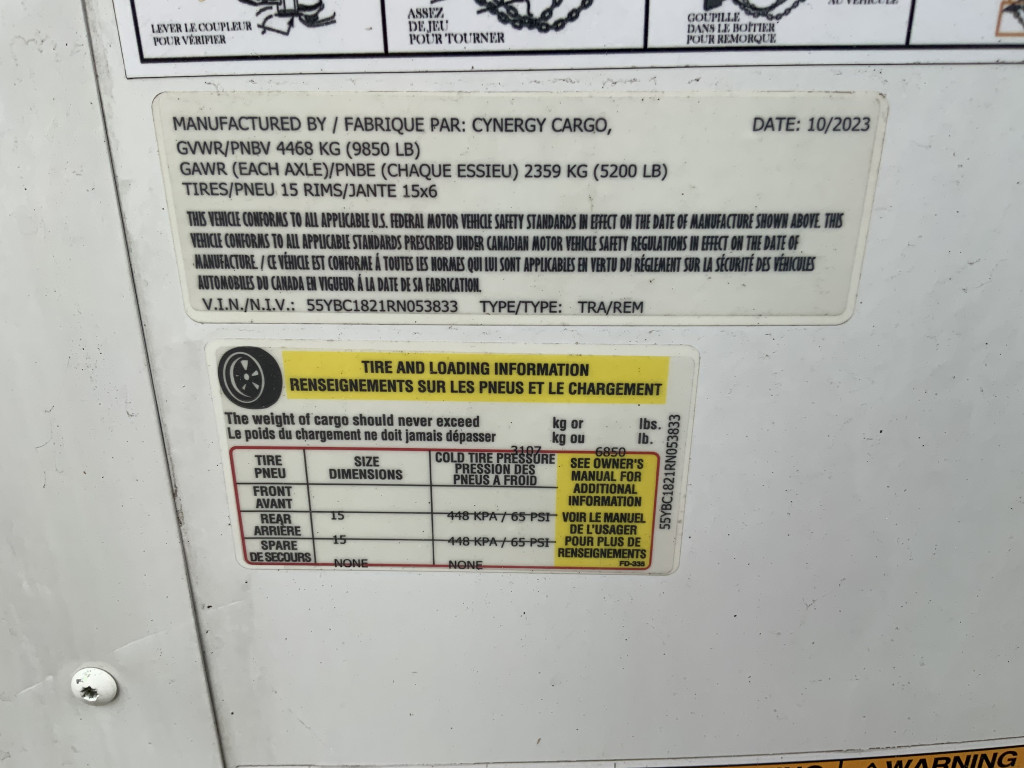 LEVER LE COUPLEUR
POUR VÉRIFIER
ASSEZ
DE JEU
POUR TOURNER
GOUPILLE
DANS LE BOÎTIER
POUR REMORQUE
AU VÉHICULE
MANUFACTURED BY / FABRIQUE PAR: CYNERGY CARGO, DATE: 10/2023
GVWR/PNBV 4468 KG (9850 LB)
GAWR (EACH AXLE)/PNBE (CHAQUE ESSIEU) 2359 KG (5200 LB)
TIRES/PNEU 15 RIMS/JANTE 15x6
THIS VEHICLE CONFORMS TO ALL APPLICABLE U.S. FEDERAL MOTOR VEHICLE SAFETY STANDARDS IN EFFECT ON THE DATE OF MANUFACTURE SHOWN ABOVE. THIS
VEHICLE CONFORMS TO ALL APPLICABLE STANDARDS PRESCRIBED UNDER CANADIAN MOTOR VEHICLE SAFETY REGULATIONS IN EFFECT ON THE DATE OF
MANUFACTURE. / CE VÉHICLE EST CONFORME Á TOUTES LES NORMES QUI LUI SONT APPLICABLES EN VERTU DU RÉGLEMENT SUR LA SÉCURITÉ DES VÉHICULES
AUTOMOBILES DU CANADA EN VIGUEUR Á LA DATE DE SA FABRICATION.
V.I.N./N.I.V.: 55YBC1821RN053833 TYPE/TYPE: TRA/REM
TIRE AND LOADING INFORMATION
RENSEIGNEMENTS SUR LES PNEUS ET LE CHARGEMENT
The weight of cargo should never exceed kg or lbs.
Le poids du chargement ne doit jamais dépasser kg ou lb.
3107 6850
TIRE
PNEU
SIZE
DIMENSIONS
COLD TIRE PRESSURE
PRESSION DES
PNEUS A FROID
SEE OWNER'S
MANUAL FOR
ADDITIONAL
INFORMATION
VOIR LE MANUEL
DE L'USAGER
POUR PLUS DE
RENSEIGNEMENTS
FRONT
AVANT
15 448 KPA / 65 PSI
REAR
ARRIÈRE
15 448 KPA / 65 PSI
SPARE
DE SECOURS
NONE NONE
FD-338
55YBC1821RN053833
WARNING